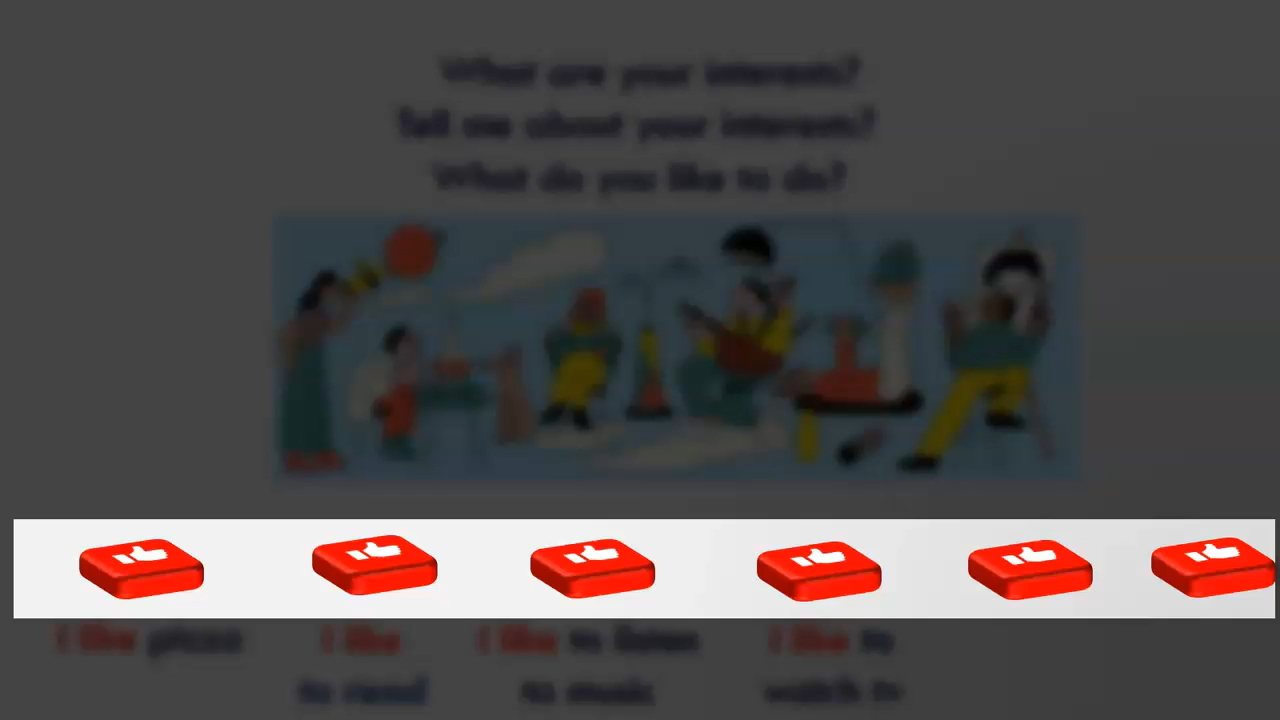 What are your interests?
Tell me about your interests?
What do you like to do?
I like pizza
I like
to read
I like to listen
to music
I like to
watch tv